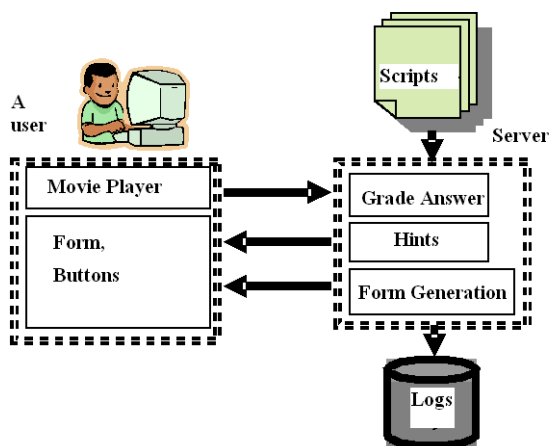 A
user
Scripts
Server
Movie Player
Form,
Buttons
Grade Answer
Hints
Form Generation
Logs